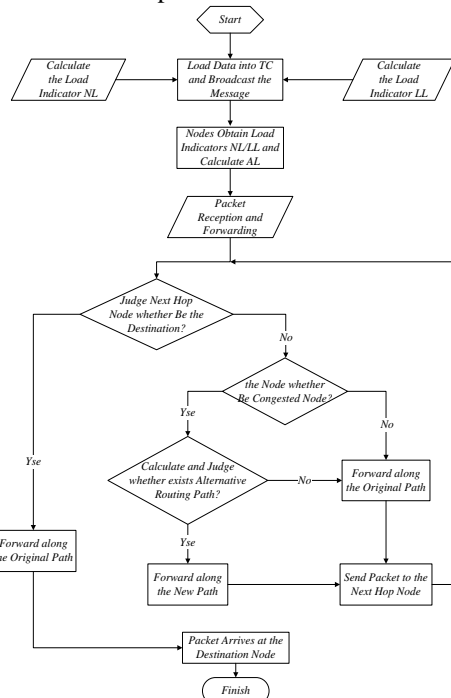 Start
Calculate
the Load
Indicator NL
Load Data into TC
and Broadcast the
Message
Calculate
the Load
Indicator LL
Nodes Obtain Load
Indicators NL/LL and
Calculate AL
Packet
Reception and
Forwarding
Judge Next Hop
Node whether Be the
Destination?
No
the Node whether
Be Congested Node?
Yse
No
Yse
Calculate and Judge
whether exists Alternative
Routing Path?
No
Forward along
the Original Path
Yse
Forward along
the Original Path
Forward along
the New Path
Send Packet to the
Next Hop Node
Packet Arrives at the
Destination Node
Finish